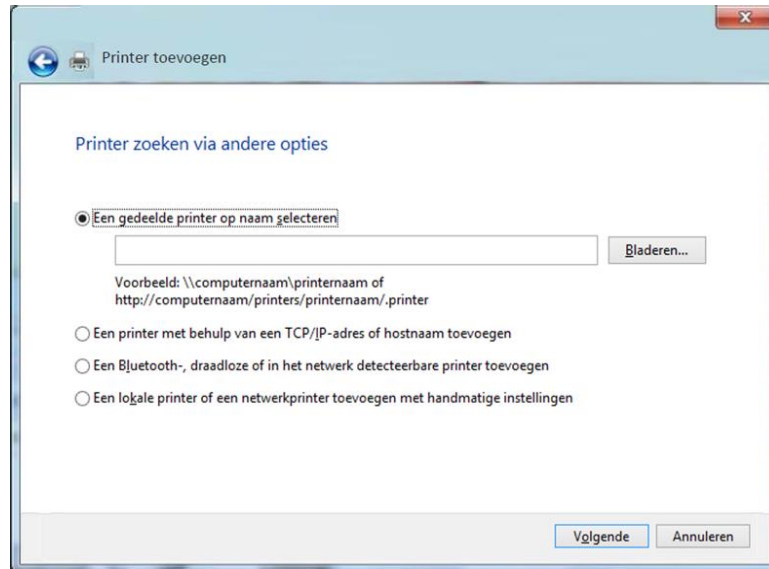 Printer toevoegen
Printer zoeken via andere opties
Een gedeelde printer op naam selecteren
Bladeren...
Voorbeeld: \\computernaam\printernaam of
http://computernaam/printers/printernaam/.printer
Een printer met behulp van een TCP/IP-adres of hostnaam toevoegen
Een Bluetooth-, draadloze of in het netwerk detecteerbare printer toevoegen
Een lokale printer of een netwerkprinter toevoegen met handmatige instellingen
Volgende Annuleren